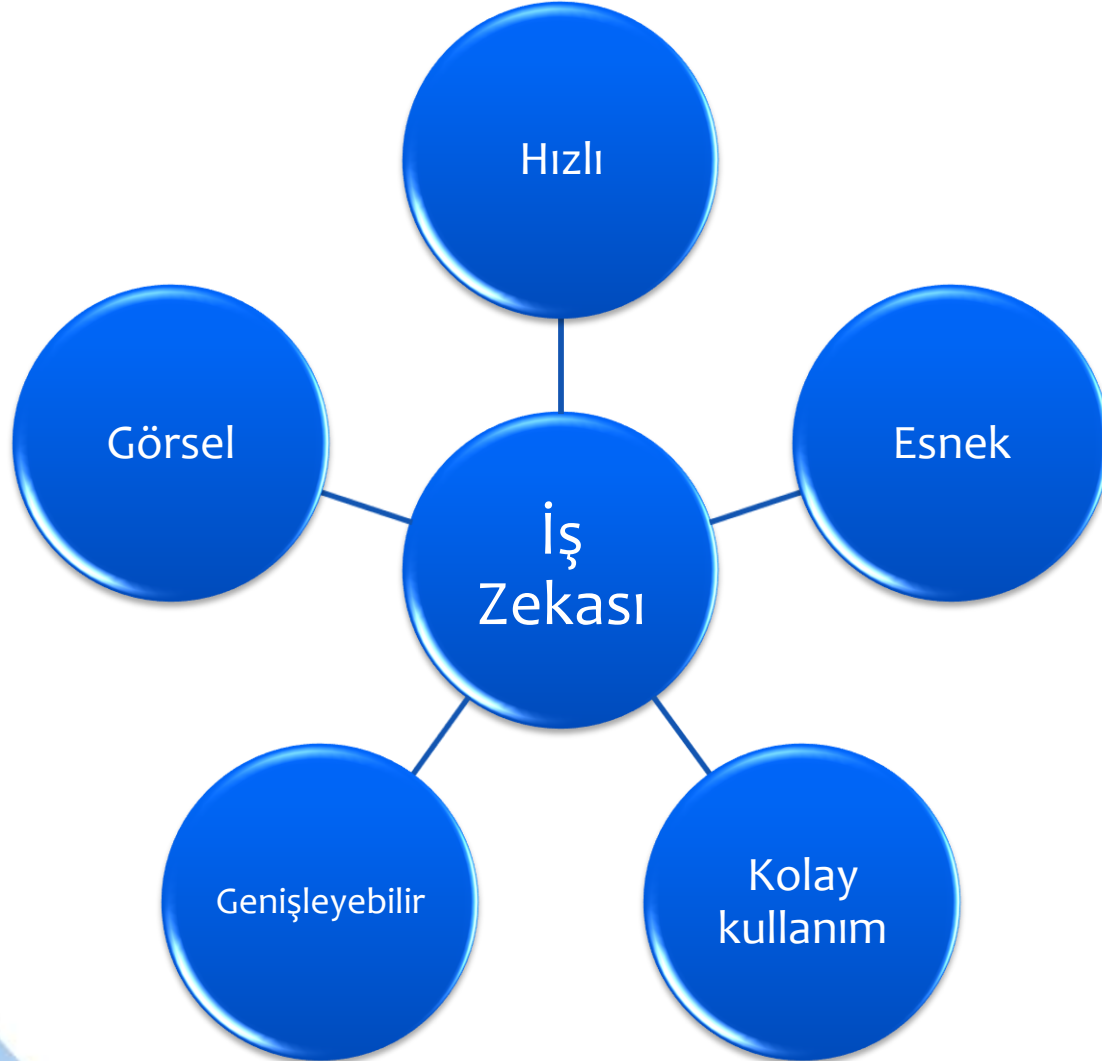 Hızlı
Görsel
Esnek
İş
Zekası
Genişleyebilir
Kolay
kullanım